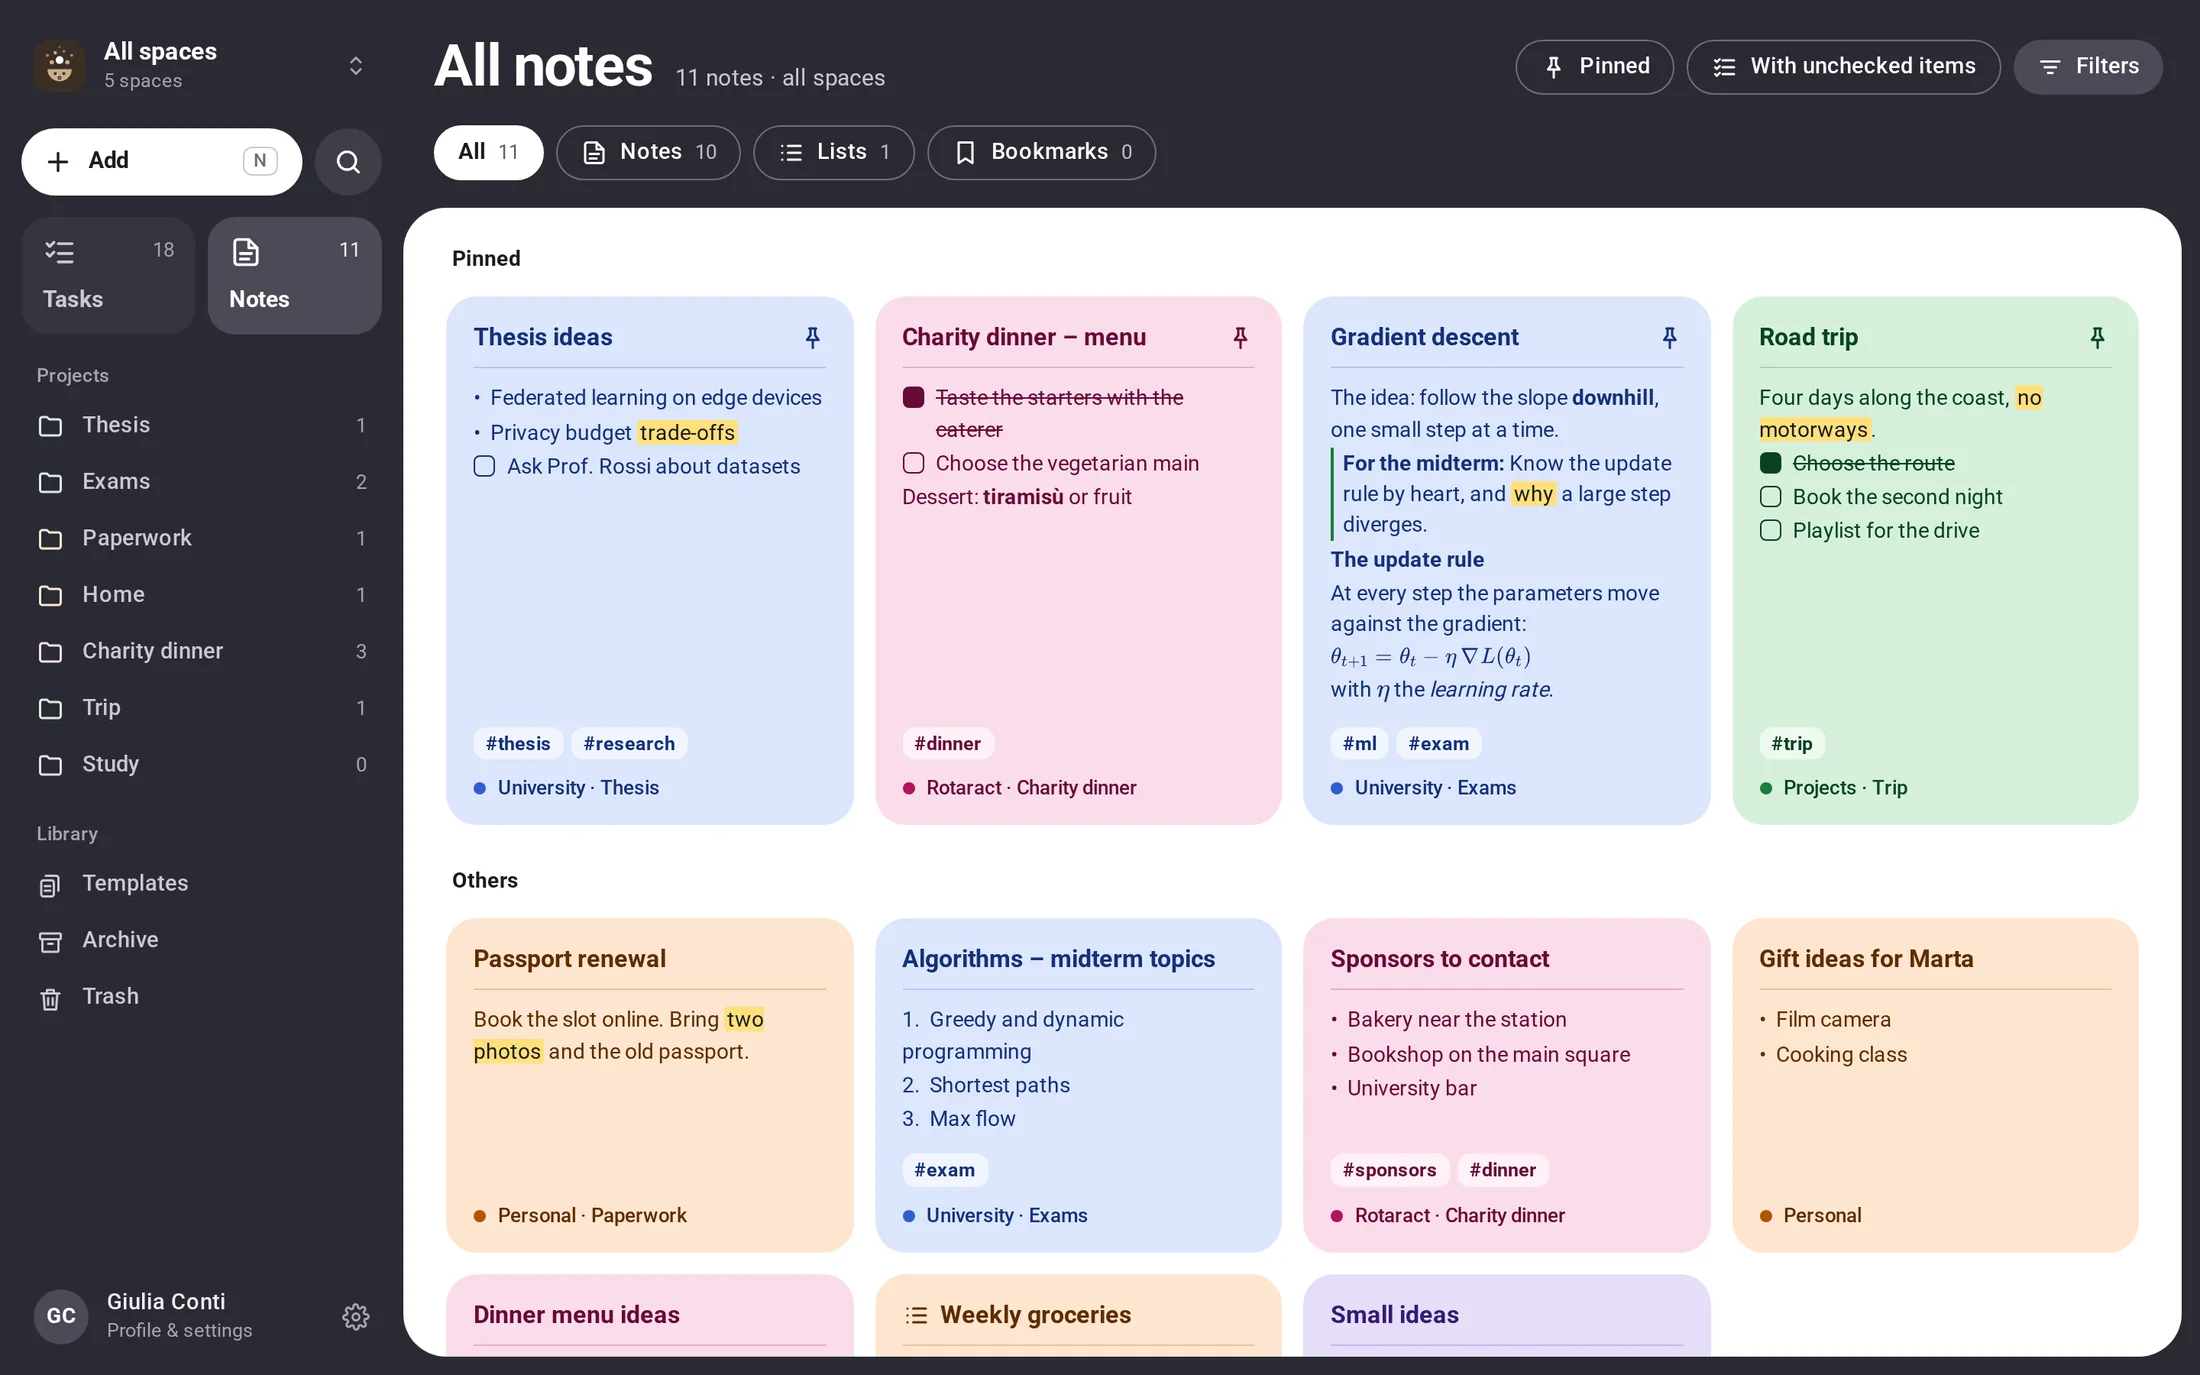 All spaces
5 spaces
Add N
Tasks 18
Notes 11
Projects
Thesis 1
Exams 2
Paperwork 1
Home 1
Charity dinner 3
Trip 1
Study 0
Library
Templates
Archive
Trash
GC
Giulia Conti
Profile & settings
All notes 11 notes · all spaces
Pinned
With unchecked items
Filters
All 11
Notes 10
Lists 1
Bookmarks 0
Pinned
Thesis ideas
• Federated learning on edge devices
• Privacy budget trade-offs
Ask Prof. Rossi about datasets
#thesis #research
University · Thesis
Charity dinner – menu
Taste the starters with the
caterer
Choose the vegetarian main
Dessert: tiramisù or fruit
#dinner
Rotaract · Charity dinner
Gradient descent
The idea: follow the slope downhill,
one small step at a time.
For the midterm: Know the update
rule by heart, and why a large step
diverges.
The update rule
At every step the parameters move
against the gradient:
θt+1 = θt − η ∇L(θt)
with η the learning rate.
#ml #exam
University · Exams
Road trip
Four days along the coast, no
motorways.
Choose the route
Book the second night
Playlist for the drive
#trip
Projects · Trip
Others
Passport renewal
Book the slot online. Bring two
photos and the old passport.
Personal · Paperwork
Algorithms – midterm topics
1. Greedy and dynamic
programming
2. Shortest paths
3. Max flow
#exam
University · Exams
Sponsors to contact
• Bakery near the station
• Bookshop on the main square
• University bar
#sponsors #dinner
Rotaract · Charity dinner
Gift ideas for Marta
• Film camera
• Cooking class
Personal
Dinner menu ideas
Weekly groceries
Small ideas